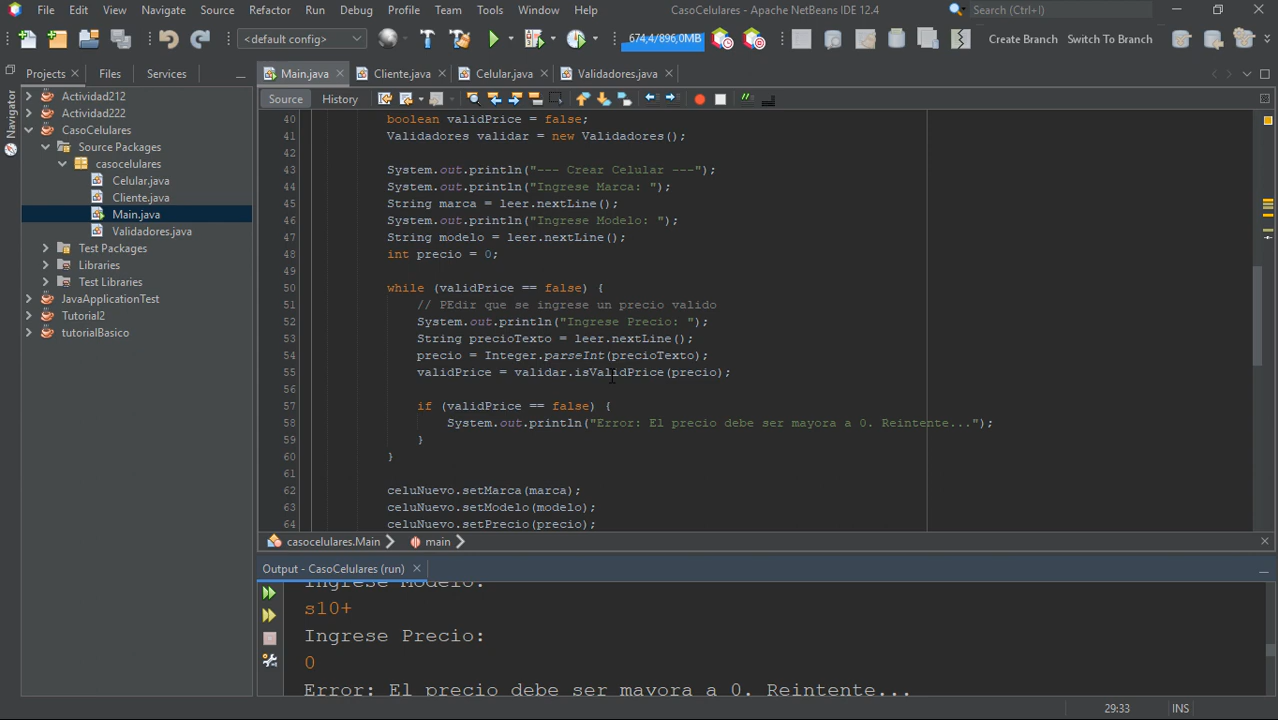 File Edit View Navigate Source Refactor Run Debug Profile Team Tools Window Help
CasoCelulares - Apache NetBeans IDE 12.4
Search (Ctrl+I)
<default config>
674,4/896,0MB
Create Branch
Switch To Branch
Projects
Files
Services
Main.java
Cliente.java
Celular.java
Validadores.java
Navigator
Source
History
Actividad212
Actividad222
CasoCelulares
Source Packages
casocelulares
Celular.java
Cliente.java
Main.java
Validadores.java
Test Packages
Libraries
Test Libraries
JavaApplicationTest
Tutorial2
tutorialBasico
40 boolean validPrice = false;
41 Validadores validar = new Validadores();
42
43 System.out.println("--- Crear Celular ---");
44 System.out.println("Ingrese Marca: ");
45 String marca = leer.nextLine();
46 System.out.println("Ingrese Modelo: ");
47 String modelo = leer.nextLine();
48 int precio = 0;
49
50 while (validPrice == false) {
51 // PEdir que se ingrese un precio valido
52 System.out.println("Ingrese Precio: ");
53 String precioTexto = leer.nextLine();
54 precio = Integer.parseInt(precioTexto);
55 validPrice = validar.isValidPrice(precio);
56
57 if (validPrice == false) {
58 System.out.println("Error: El precio debe ser mayora a 0. Reintente...");
59 }
60 }
61
62 celuNuevo.setMarca(marca);
63 celuNuevo.setModelo(modelo);
64 celuNuevo.setPrecio(precio);
casocelulares.Main
main
Output - CasoCelulares (run)
Ingrese Modelo:
s10+
Ingrese Precio:
0
Error: El precio debe ser mayora a 0. Reintente...
29:33
INS